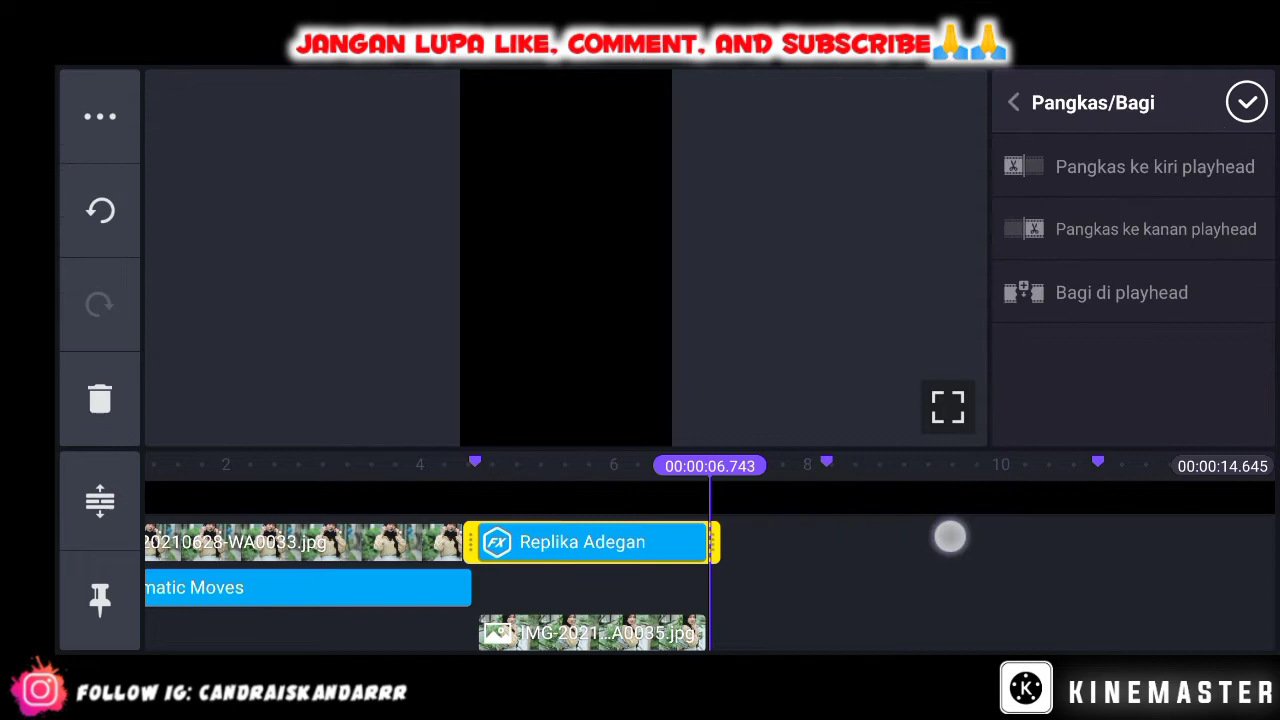 JANGAN LUPA LIKE, COMMENT, AND SUBSCRIBE🙏🙏
Pangkas/Bagi
Pangkas ke kiri playhead
Pangkas ke kanan playhead
Bagi di playhead
2 4 6 00:00:06.743 8 10 00:00:14.645
20210628-WA0033.jpg
FX Replika Adegan
matic Moves
IMG-2021...A0035.jpg
FOLLOW IG: CANDRAISKANDARRR
K KINEMASTER